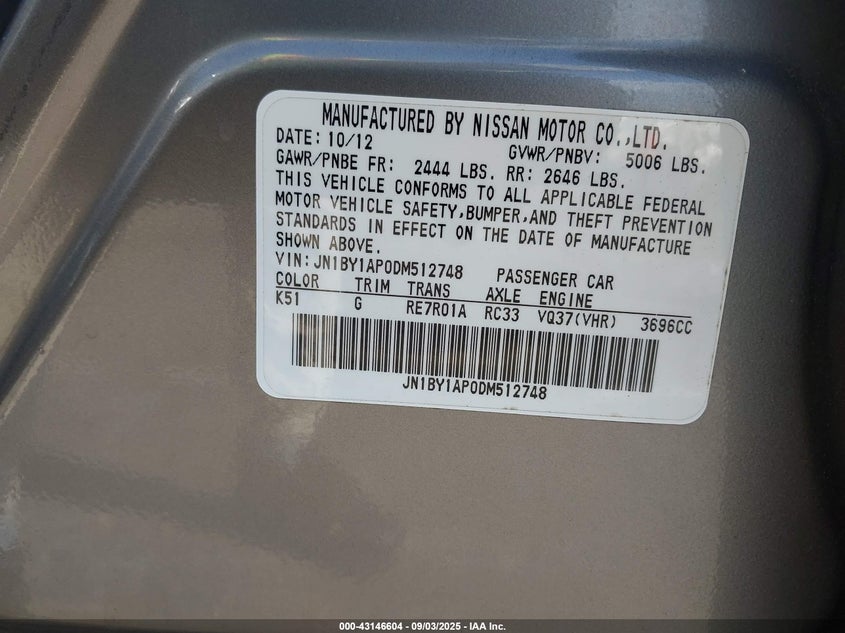 MANUFACTURED BY NISSAN MOTOR CO.,LTD.
DATE: 10/12 GVWR/PNBV: 5006 LBS.
GAWR/PNBE FR: 2444 LBS. RR: 2646 LBS.
THIS VEHICLE CONFORMS TO ALL APPLICABLE FEDERAL
MOTOR VEHICLE SAFETY,BUMPER,AND THEFT PREVENTION
STANDARDS IN EFFECT ON THE DATE OF MANUFACTURE
SHOWN ABOVE.
VIN: JN1BY1AP0DM512748 PASSENGER CAR
COLOR TRIM TRANS AXLE ENGINE
K51 G RE7R01A RC33 VQ37(VHR) 3696CC
JN1BY1AP0DM512748
000-43146604 - 09/03/2025 - IAA Inc.